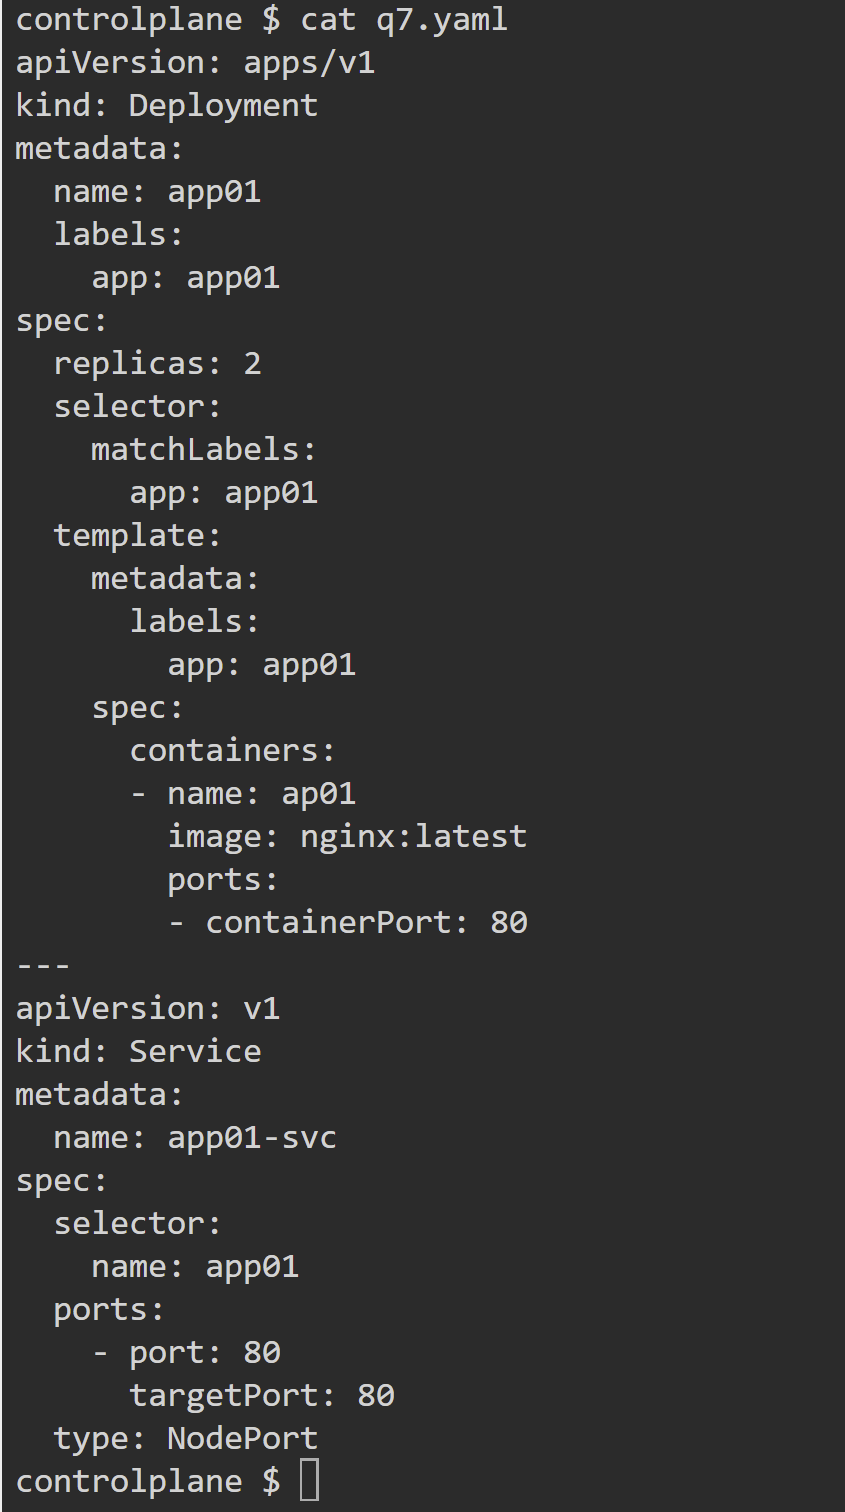 controlplane $ cat q7.yaml
apiVersion: apps/v1
kind: Deployment
metadata:
  name: app01
  labels:
    app: app01
spec:
  replicas: 2
  selector:
    matchLabels:
      app: app01
  template:
    metadata:
      labels:
        app: app01
    spec:
      containers:
      - name: ap01
        image: nginx:latest
        ports:
        - containerPort: 80
---
apiVersion: v1
kind: Service
metadata:
  name: app01-svc
spec:
  selector:
    name: app01
  ports:
    - port: 80
      targetPort: 80
  type: NodePort
controlplane $